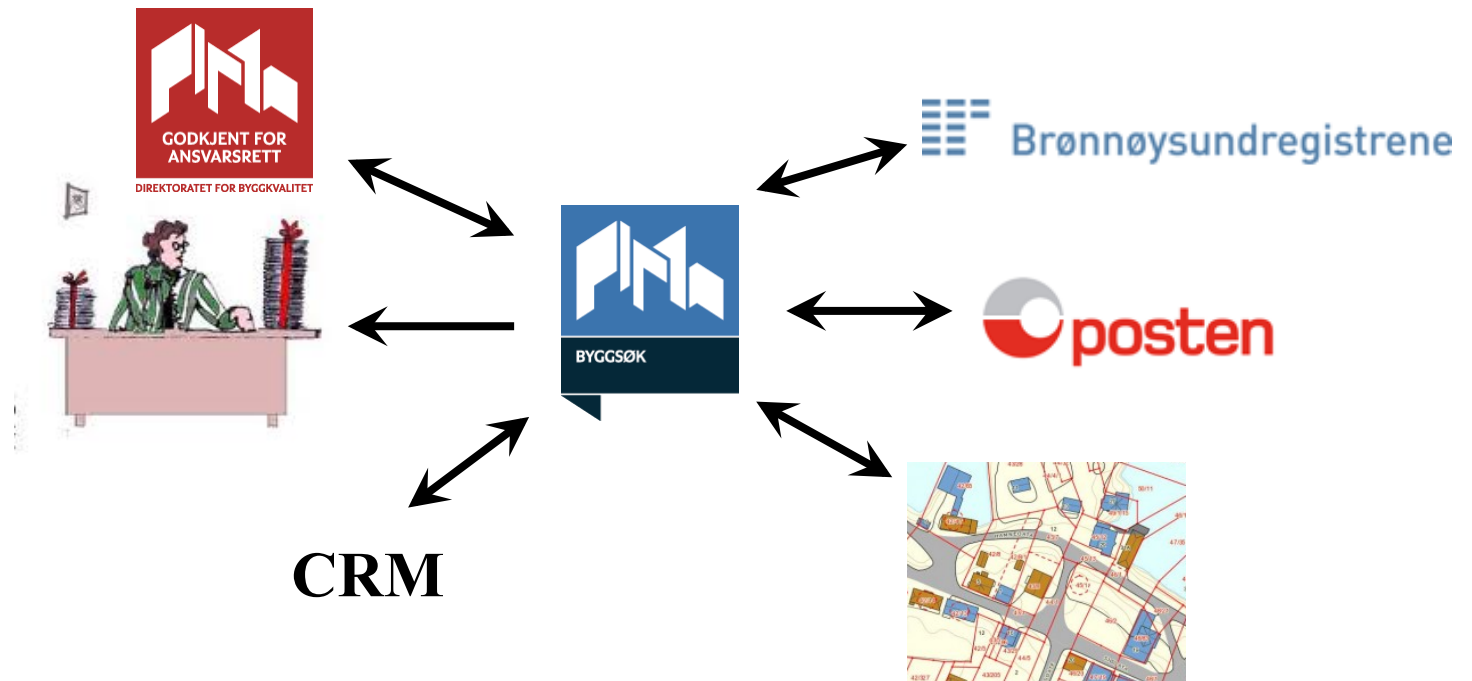 GODKJENT FOR
ANSVARSRETT
DIREKTORATET FOR BYGGKVALITET
Brønnøysundregistrene
BYGGSØK
posten
CRM